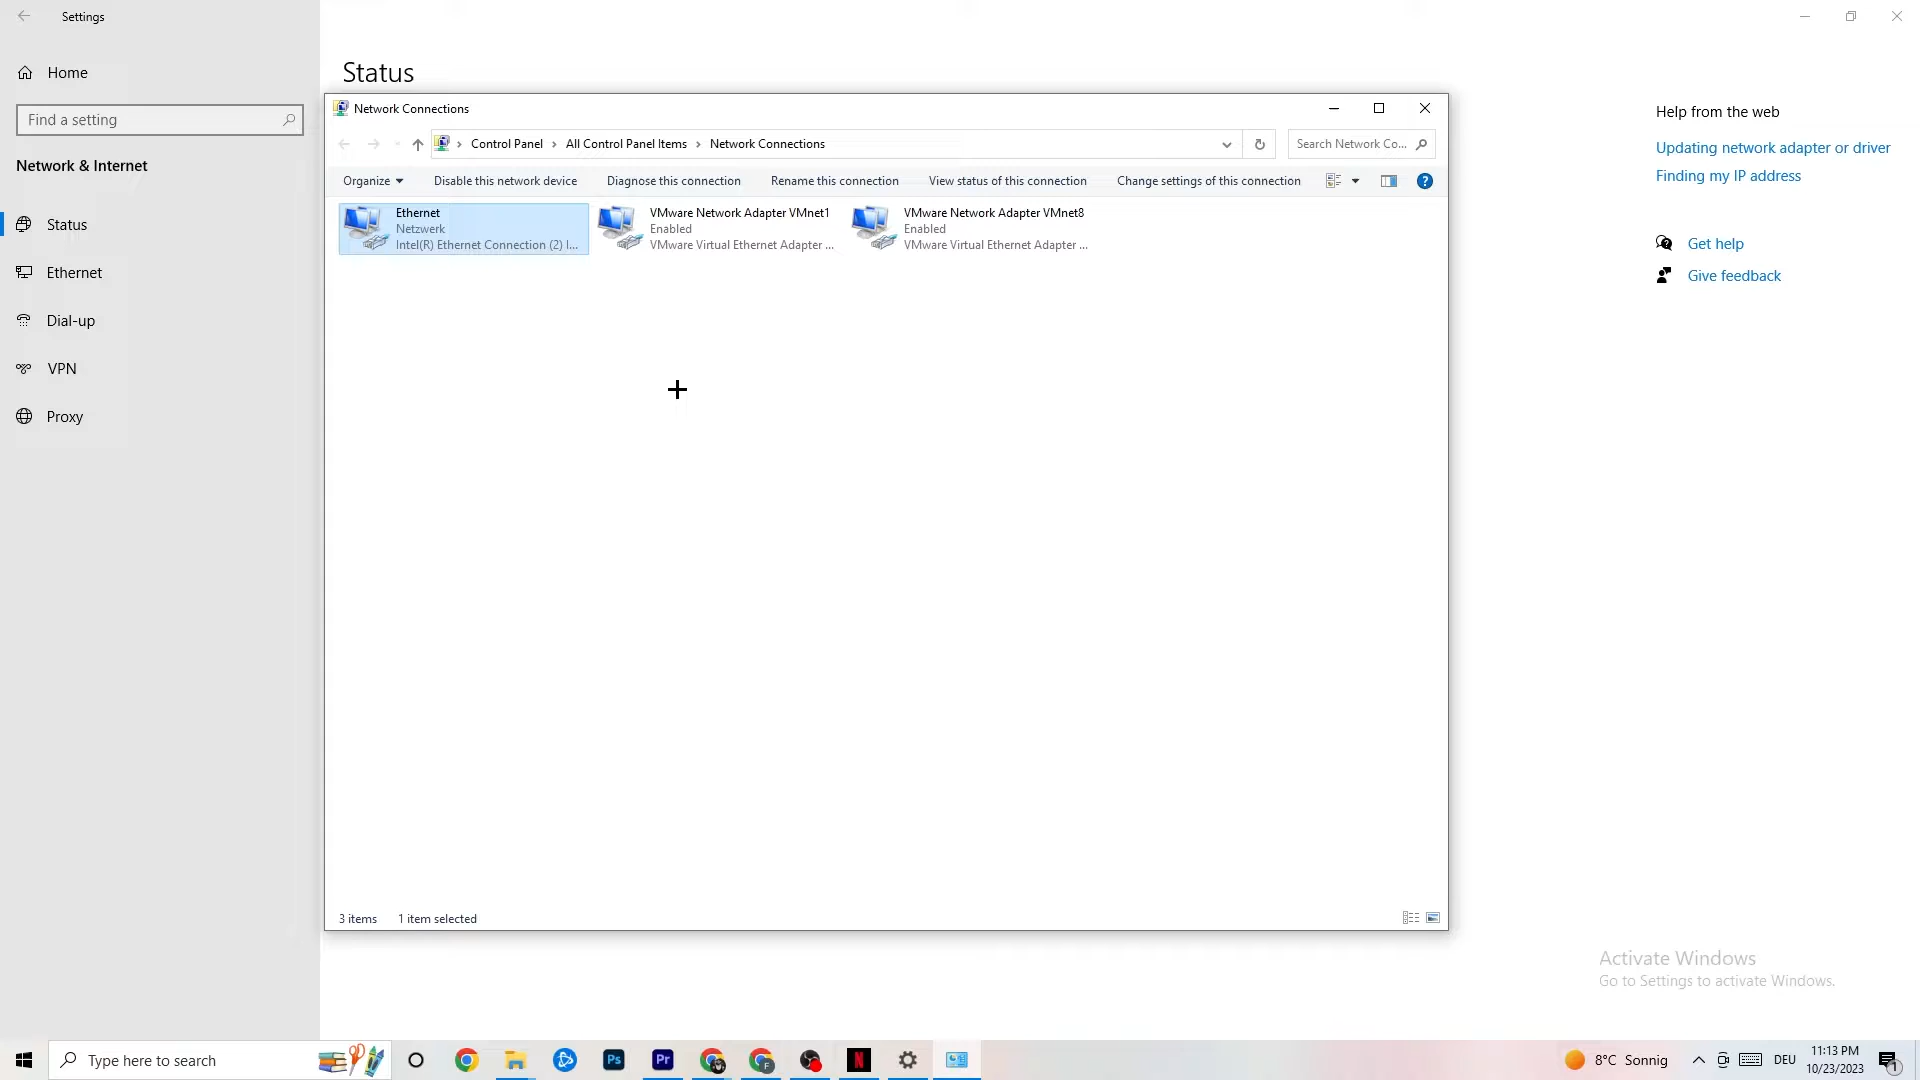 Settings
Home
Find a setting
Network & Internet
Status
Ethernet
Dial-up
VPN
Proxy
Status
Network Connections
Control Panel › All Control Panel Items › Network Connections
Search Network Co...
Organize
Disable this network device
Diagnose this connection
Rename this connection
View status of this connection
Change settings of this connection
Ethernet
Netzwerk
Intel(R) Ethernet Connection (2) I...
VMware Network Adapter VMnet1
Enabled
VMware Virtual Ethernet Adapter ...
VMware Network Adapter VMnet8
Enabled
VMware Virtual Ethernet Adapter ...
3 items
1 item selected
Help from the web
Updating network adapter or driver
Finding my IP address
Get help
Give feedback
Activate Windows
Go to Settings to activate Windows.
Type here to search
Ps
Pr
F
N
8°C Sonnig
DEU
11:13 PM
10/23/2023
1